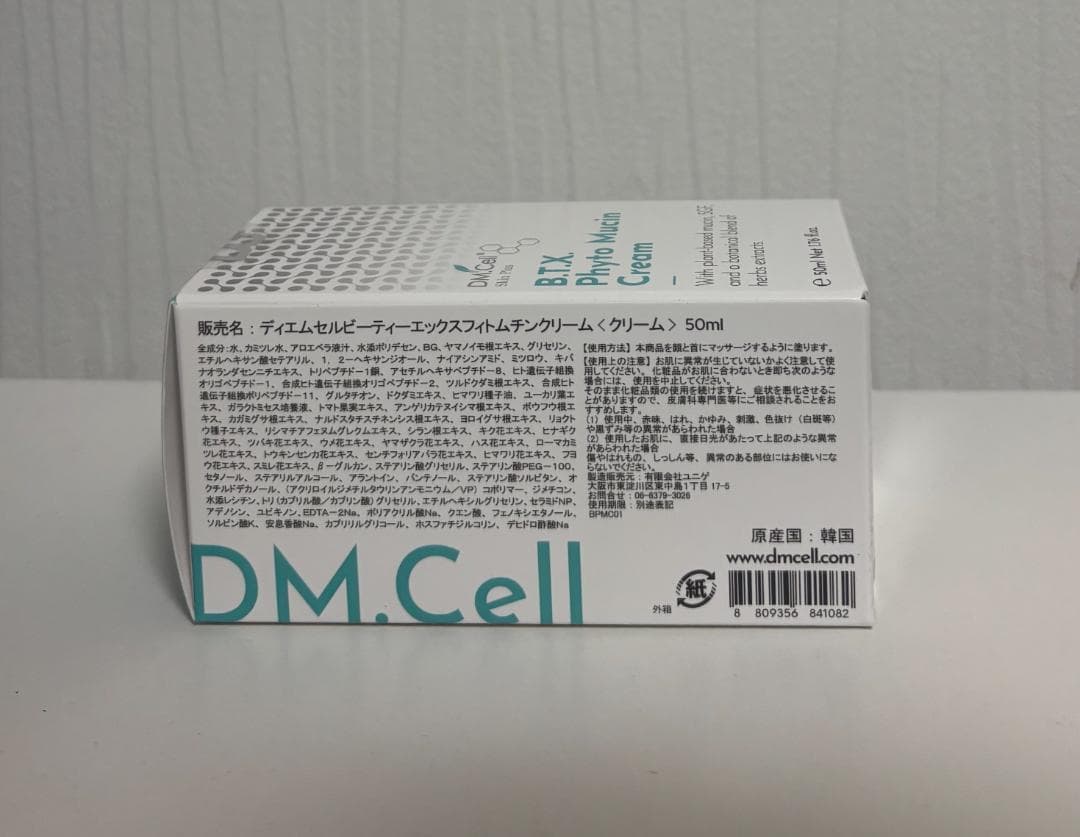 DM.Cell
Skin Plus
B.T.X.
Phyto Mucin
Cream
With plant-based mucin, SGF,
and a botanical blend of
herbs extracts.
℮ 50ml Net 1.76 fl.oz.
販売名：ディエムセルビーティーエックスフィトムチンクリーム〈クリーム〉50ml
全成分：水、カミツレ水、アロエベラ液汁、水添ポリデセン、BG、ヤマノイモ根エキス、グリセリン、
エチルヘキサン酸セテアリル、1，2－ヘキサンジオール、ナイアシンアミド、ミツロウ、キバ
ナオランダセンニチエキス、トリペプチド－1銅、アセチルヘキサペプチド－8、ヒト遺伝子組換
オリゴペプチド－1、合成ヒト遺伝子組換オリゴペプチド－2、ツルドクダミ根エキス、合成ヒト
遺伝子組換ポリペプチド－11、グルタチオン、ドクダミエキス、ヒマワリ種子油、ユーカリ葉エ
キス、ガラクトミセス培養液、トマト果実エキス、アンゲリカテヌイシマ根エキス、ボウフウ根エ
キス、カガミグサ根エキス、ナルドスタチスチネンシス根エキス、ヨロイグサ根エキス、リョクト
ウ種子エキス、リシマチアフェヌムグレクムエキス、シラン根エキス、キク花エキス、ヒナギク
花エキス、ツバキ花エキス、ウメ花エキス、ヤマザクラ花エキス、ハス花エキス、ローマカミ
ツレ花エキス、トウキンセンカ花エキス、センチフォリアバラ花エキス、ヒマワリ花エキス、フヨ
ウ花エキス、スミレ花エキス、β－グルカン、ステアリン酸グリセリル、ステアリン酸PEG－100、
セタノール、ステアリルアルコール、アラントイン、パンテノール、ステアリン酸ソルビタン、オ
クチルドデカノール、（アクリロイルジメチルタウリンアンモニウム／VP）コポリマー、ジメチコン、
水添レシチン、トリ（カプリル酸／カプリン酸）グリセリル、エチルヘキシルグリセリン、セラミドNP、
アデノシン、ユビキノン、EDTA－2Na、ポリアクリル酸Na、クエン酸、フェノキシエタノール、
ソルビン酸K、安息香酸Na、カプリリルグリコール、ホスファチジルコリン、デヒドロ酢酸Na
【使用方法】本商品を顔と首にマッサージするように塗ります。
【使用上の注意】お肌に異常が生じていないかよく注意して使
用してください。化粧品がお肌に合わないとき即ち次のような
場合には、使用を中止してください。
そのまま化粧品類の使用を続けますと、症状を悪化させるこ
とがありますので、皮膚科専門医等にご相談されることをお
すすめします。
（1）使用中、赤味、はれ、かゆみ、刺激、色抜け（白斑等）
や黒ずみ等の異常があらわれた場合
（2）使用したお肌に、直接日光があたって上記のような異常
があらわれた場合
傷やはれもの、しっしん等、異常のある部位にはお使いにな
らないでください。
製造販売元：有限会社ユニゲ
大阪市東淀川区東中島1丁目17-5
お問合せ：06-6379-3026
使用期限：別途表記
BPMC01
原産国：韓国
www.dmcell.com
DM.Cell
外箱
紙
8 809356 841082